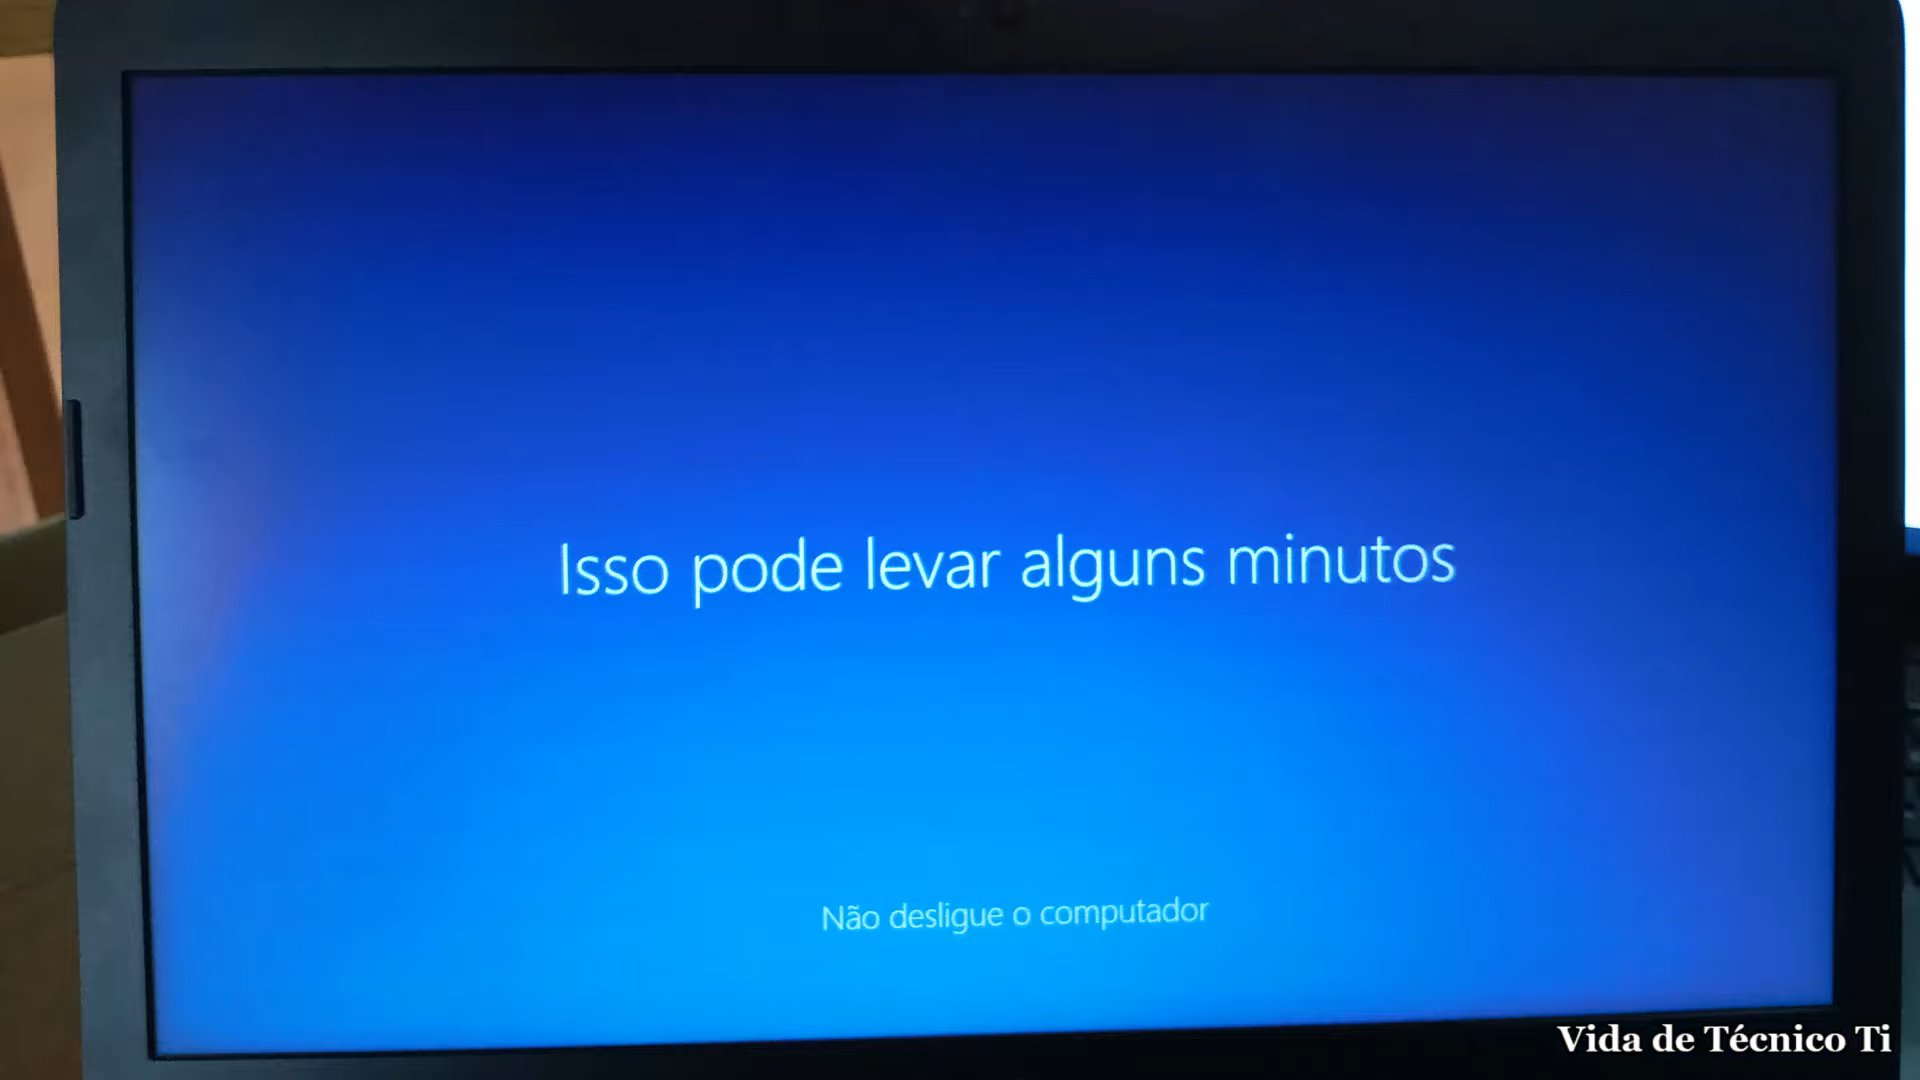 Isso pode levar alguns minutos
Não desligue o computador
Vida de Técnico Ti